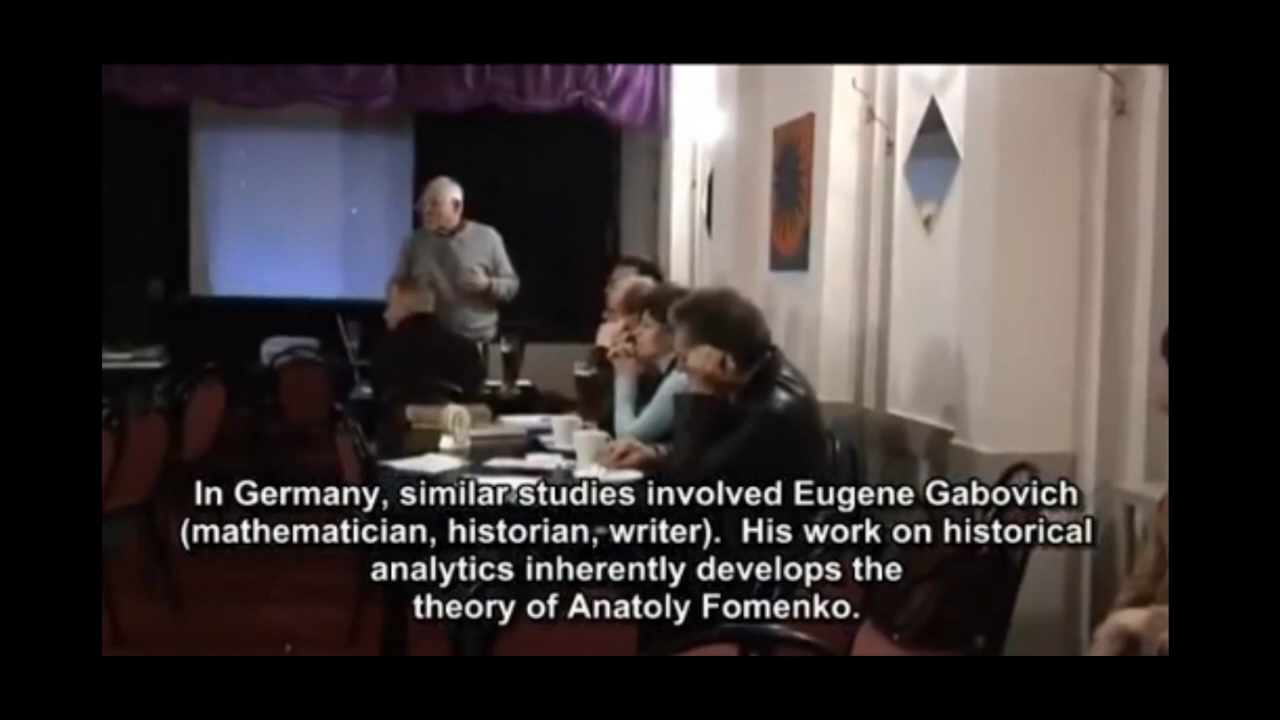 In Germany, similar studies involved Eugene Gabovich
(mathematician, historian, writer).  His work on historical
analytics inherently develops the
theory of Anatoly Fomenko.